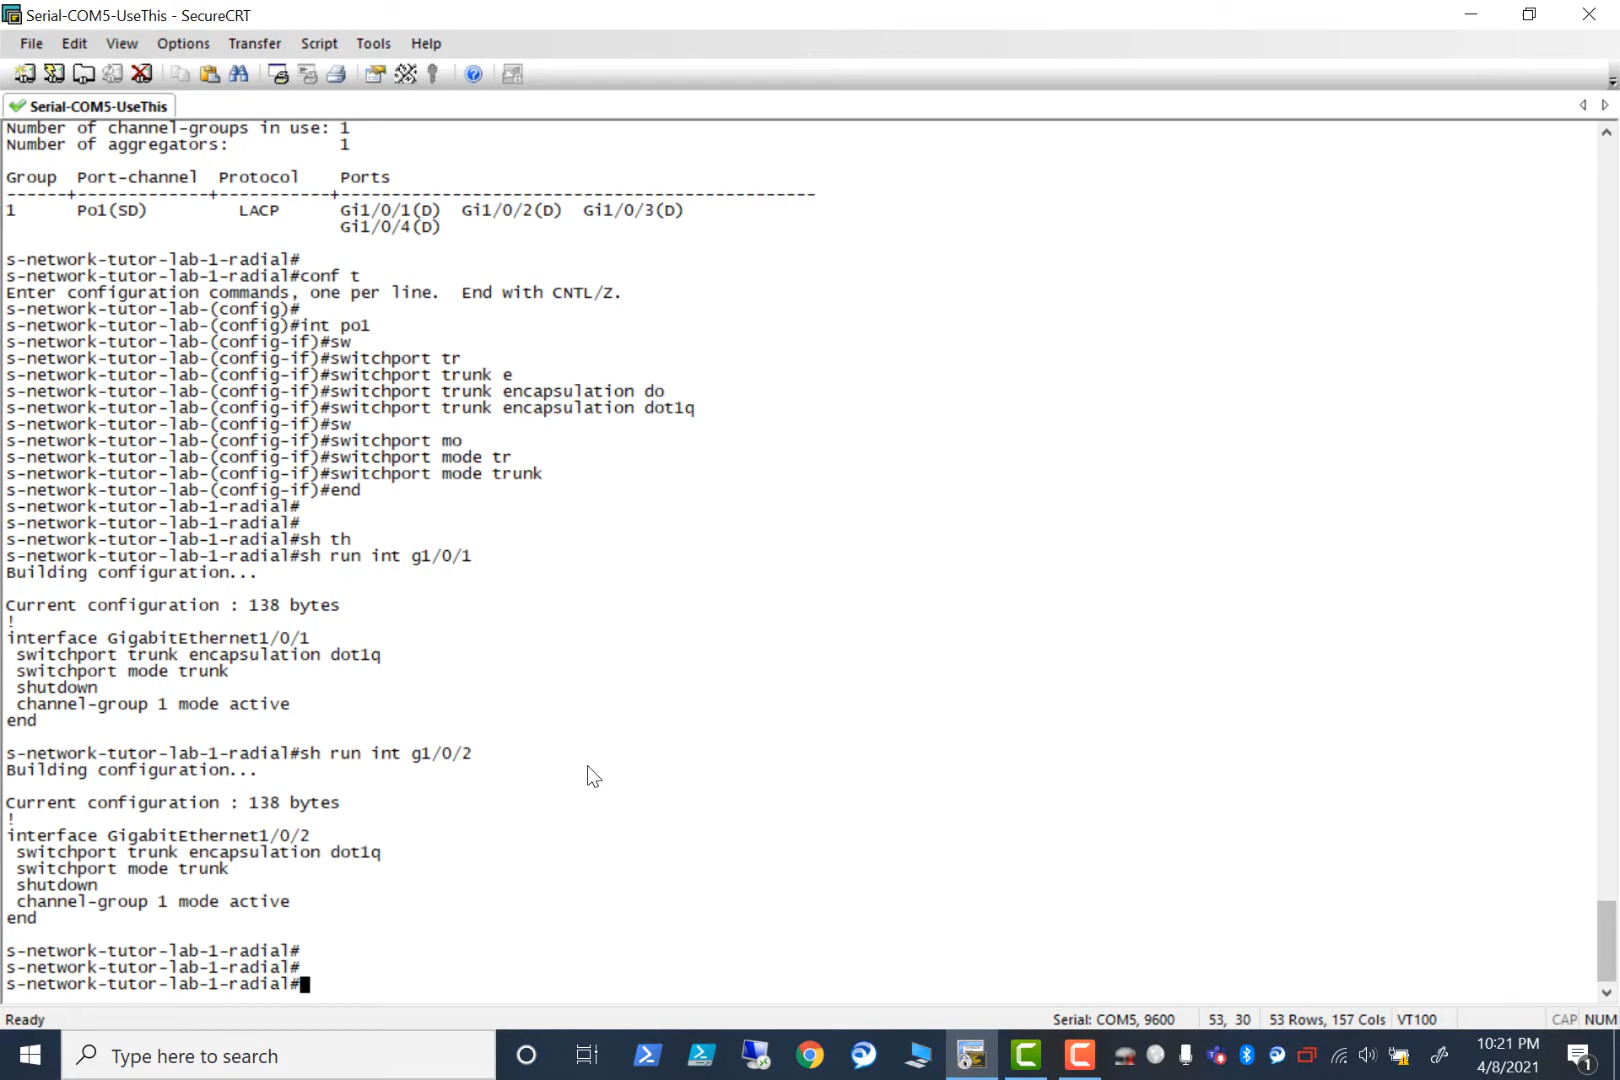 Serial-COM5-UseThis - SecureCRT
File Edit View Options Transfer Script Tools Help
Serial-COM5-UseThis
Number of channel-groups in use: 1
Number of aggregators:           1
Group  Port-channel  Protocol    Ports
------+-------------+-----------+-----------------------------------------------
1      Po1(SD)         LACP      Gi1/0/1(D)  Gi1/0/2(D)  Gi1/0/3(D)
                                 Gi1/0/4(D)
s-network-tutor-lab-1-radial#
s-network-tutor-lab-1-radial#conf t
Enter configuration commands, one per line.  End with CNTL/Z.
s-network-tutor-lab-(config)#
s-network-tutor-lab-(config)#int po1
s-network-tutor-lab-(config-if)#sw
s-network-tutor-lab-(config-if)#switchport tr
s-network-tutor-lab-(config-if)#switchport trunk e
s-network-tutor-lab-(config-if)#switchport trunk encapsulation do
s-network-tutor-lab-(config-if)#switchport trunk encapsulation dot1q
s-network-tutor-lab-(config-if)#sw
s-network-tutor-lab-(config-if)#switchport mo
s-network-tutor-lab-(config-if)#switchport mode tr
s-network-tutor-lab-(config-if)#switchport mode trunk
s-network-tutor-lab-(config-if)#end
s-network-tutor-lab-1-radial#
s-network-tutor-lab-1-radial#
s-network-tutor-lab-1-radial#sh th
s-network-tutor-lab-1-radial#sh run int g1/0/1
Building configuration...
Current configuration : 138 bytes
!
interface GigabitEthernet1/0/1
 switchport trunk encapsulation dot1q
 switchport mode trunk
 shutdown
 channel-group 1 mode active
end
s-network-tutor-lab-1-radial#sh run int g1/0/2
Building configuration...
Current configuration : 138 bytes
!
interface GigabitEthernet1/0/2
 switchport trunk encapsulation dot1q
 switchport mode trunk
 shutdown
 channel-group 1 mode active
end
s-network-tutor-lab-1-radial#
s-network-tutor-lab-1-radial#
s-network-tutor-lab-1-radial#
Ready Serial: COM5, 9600 53, 30 53 Rows, 157 Cols VT100 CAP NUM
Type here to search
10:21 PM
4/8/2021
1